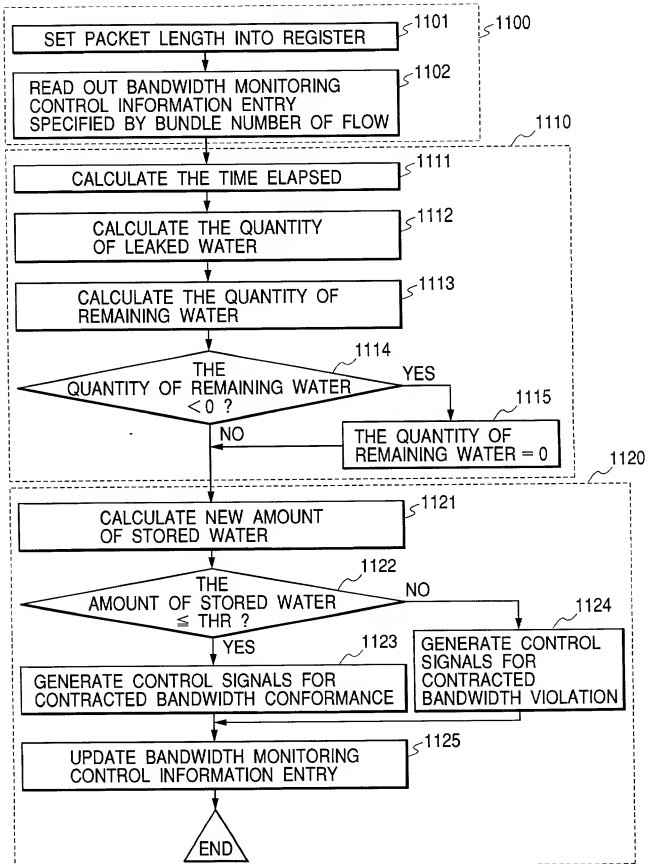 1101
1100
SET PACKET LENGTH INTO REGISTER
1102
READ OUT BANDWIDTH MONITORING
CONTROL INFORMATION ENTRY
SPECIFIED BY BUNDLE NUMBER OF FLOW
1110
1111
CALCULATE THE TIME ELAPSED
1112
CALCULATE THE QUANTITY
OF LEAKED WATER
1113
CALCULATE THE QUANTITY OF
REMAINING WATER
1114
THE
QUANTITY OF REMAINING WATER
< 0 ?
YES
NO
1115
THE QUANTITY OF
REMAINING WATER = 0
1120
1121
CALCULATE NEW AMOUNT
OF STORED WATER
1122
THE
AMOUNT OF STORED WATER
≦ THR ?
NO
YES
1123
GENERATE CONTROL SIGNALS FOR
CONTRACTED BANDWIDTH CONFORMANCE
1124
GENERATE CONTROL
SIGNALS FOR
CONTRACTED
BANDWIDTH VIOLATION
1125
UPDATE BANDWIDTH MONITORING
CONTROL INFORMATION ENTRY
END